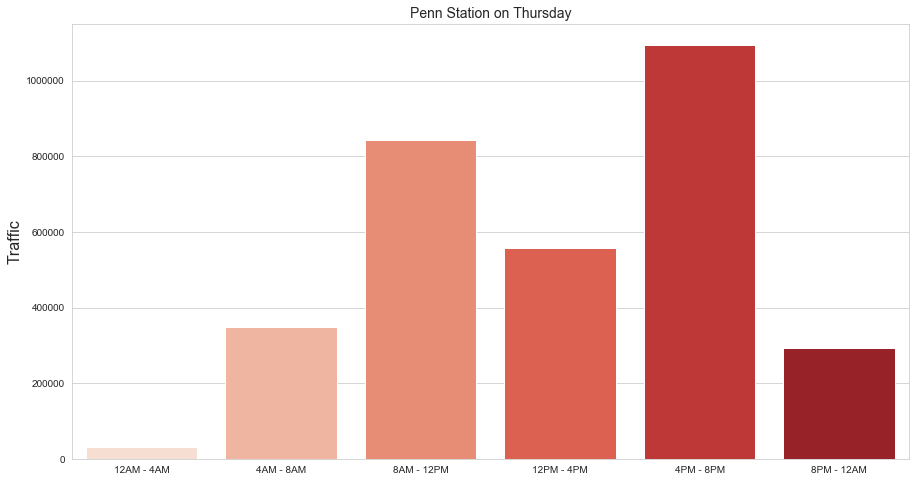 Penn Station on Thursday
Traffic
1000000
800000
600000
400000
200000
0
12AM - 4AM
4AM - 8AM
8AM - 12PM
12PM - 4PM
4PM - 8PM
8PM - 12AM